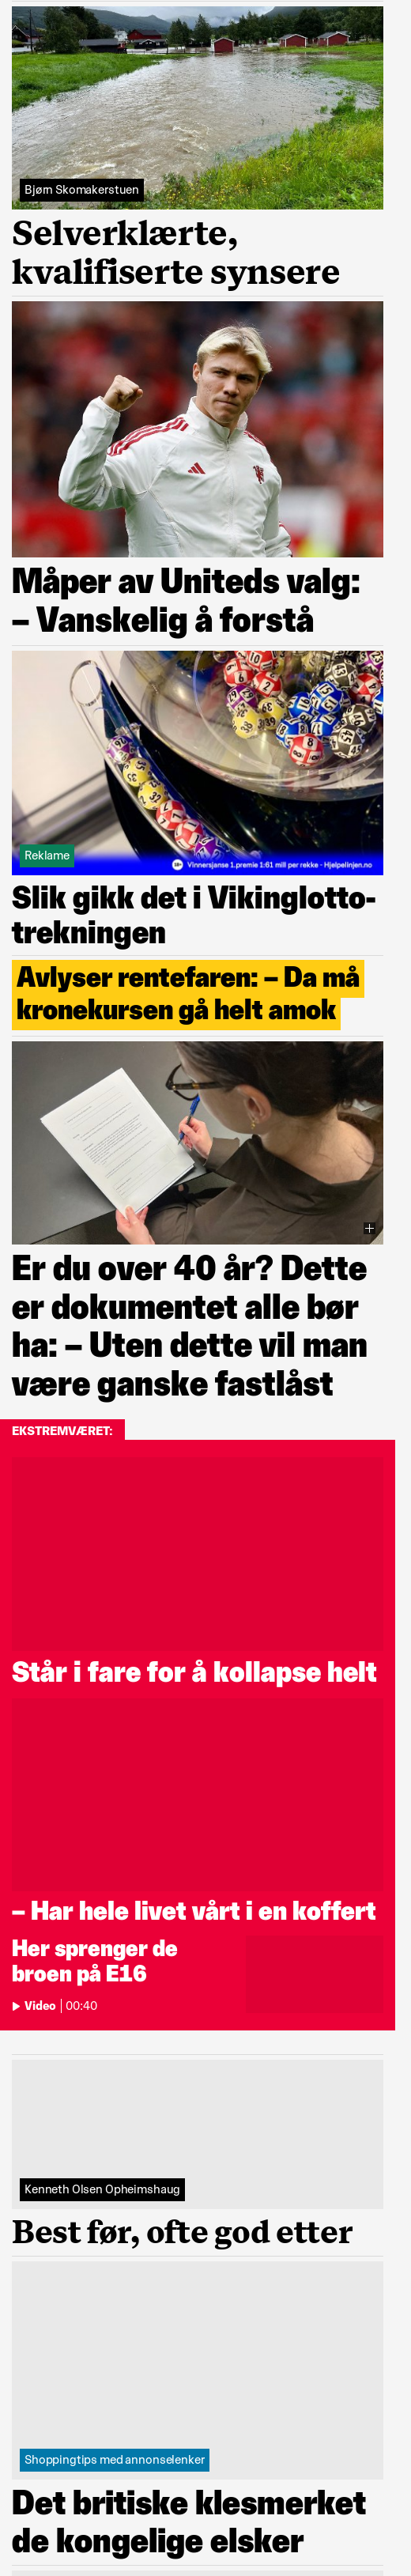 Bjørn Skomakerstuen
Selverklærte,
kvalifiserte synsere
Måper av Uniteds valg:
– Vanskelig å forstå
Reklame
18+ Vinnersjanse 1.premie 1:61 mill per rekke - Hjelpelinjen.no
Slik gikk det i Vikinglotto-
trekningen
Avlyser rentefaren: – Da må
kronekursen gå helt amok
Er du over 40 år? Dette
er dokumentet alle bør
ha: – Uten dette vil man
være ganske fastlåst
EKSTREMVÆRET:
Står i fare for å kollapse helt
– Har hele livet vårt i en koffert
Her sprenger de
broen på E16
Video 00:40
Kenneth Olsen Opheimshaug
Best før, ofte god etter
Shoppingtips med annonselenker
Det britiske klesmerket
de kongelige elsker